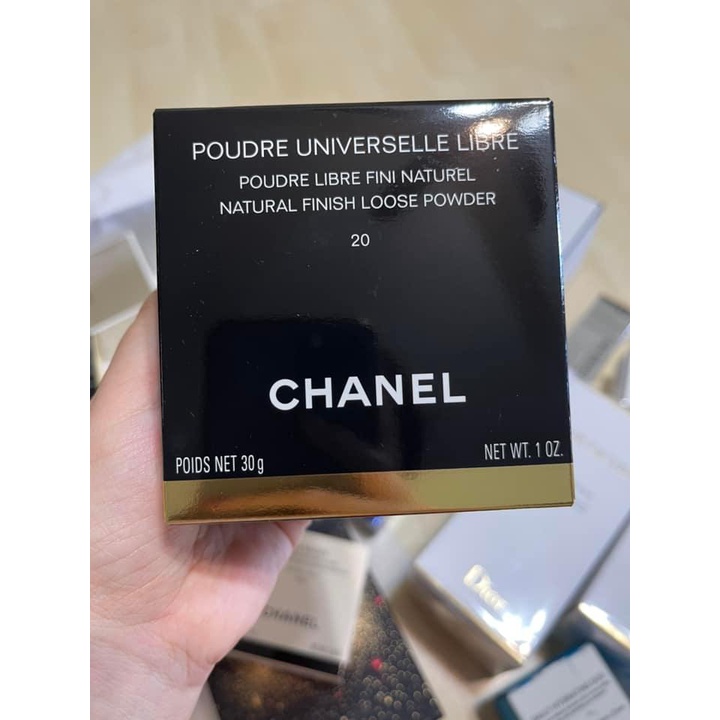 POUDRE UNIVERSELLE LIBRE
POUDRE LIBRE FINI NATUREL
NATURAL FINISH LOOSE POWDER
20
CHANEL
POIDS NET 30 g
NET WT. 1 OZ.
CHANEL
Dior